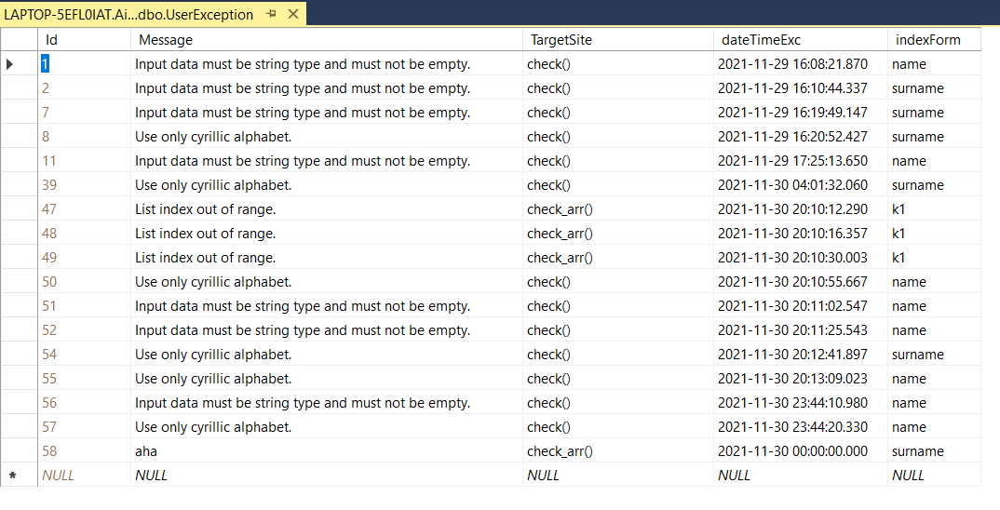 LAPTOP-5EFL0IAT.Ai...dbo.UserException
Id Message TargetSite dateTimeExc indexForm
1 Input data must be string type and must not be empty. check() 2021-11-29 16:08:21.870 name
2 Input data must be string type and must not be empty. check() 2021-11-29 16:10:44.337 surname
7 Input data must be string type and must not be empty. check() 2021-11-29 16:19:49.147 surname
8 Use only cyrillic alphabet. check() 2021-11-29 16:20:52.427 surname
11 Input data must be string type and must not be empty. check() 2021-11-29 17:25:13.650 name
39 Use only cyrillic alphabet. check() 2021-11-30 04:01:32.060 surname
47 List index out of range. check_arr() 2021-11-30 20:10:12.290 k1
48 List index out of range. check_arr() 2021-11-30 20:10:16.357 k1
49 List index out of range. check_arr() 2021-11-30 20:10:30.003 k1
50 Use only cyrillic alphabet. check() 2021-11-30 20:10:55.667 name
51 Input data must be string type and must not be empty. check() 2021-11-30 20:11:02.547 name
52 Input data must be string type and must not be empty. check() 2021-11-30 20:11:25.543 name
54 Use only cyrillic alphabet. check() 2021-11-30 20:12:41.897 surname
55 Use only cyrillic alphabet. check() 2021-11-30 20:13:09.023 name
56 Input data must be string type and must not be empty. check() 2021-11-30 23:44:10.980 name
57 Use only cyrillic alphabet. check() 2021-11-30 23:44:20.330 name
58 aha check_arr() 2021-11-30 00:00:00.000 surname
NULL NULL NULL NULL NULL